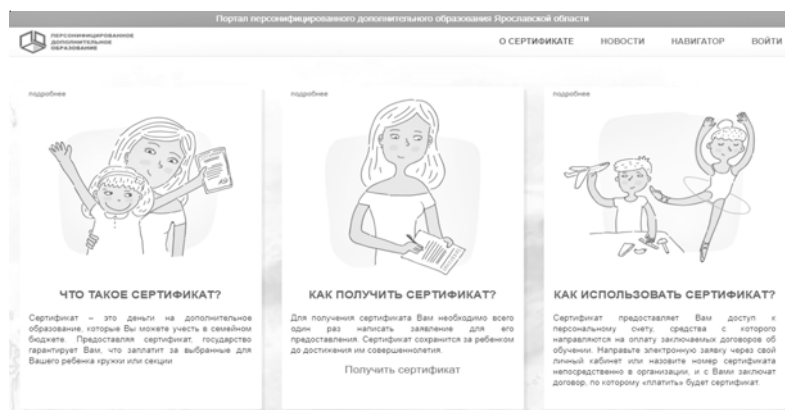 Портал персонифицированного дополнительного образования Ярославской области
ПЕРСОНИФИЦИРОВАННОЕ
ДОПОЛНИТЕЛЬНОЕ
ОБРАЗОВАНИЕ
О СЕРТИФИКАТЕ НОВОСТИ НАВИГАТОР ВОЙТИ
подробнее
ЧТО ТАКОЕ СЕРТИФИКАТ?
Сертификат – это деньги на дополнительное
образование, которые Вы можете учесть в семейном
бюджете. Предоставляя сертификат, государство
гарантирует Вам, что заплатит за выбранные для
Вашего ребенка кружки или секции
подробнее
КАК ПОЛУЧИТЬ СЕРТИФИКАТ?
Для получения сертификата Вам необходимо всего
один раз написать заявление для его
предоставления. Сертификат сохранится за ребенком
до достижения им совершеннолетия.
Получить сертификат
подробнее
КАК ИСПОЛЬЗОВАТЬ СЕРТИФИКАТ?
Сертификат предоставляет Вам доступ к
персональному счету, средства с которого
направляются на оплату заключаемых договоров об
обучении. Направьте электронную заявку через свой
личный кабинет или назовите номер сертификата
непосредственно в организации, и с Вами заключат
договор, по которому «платить» будет сертификат.